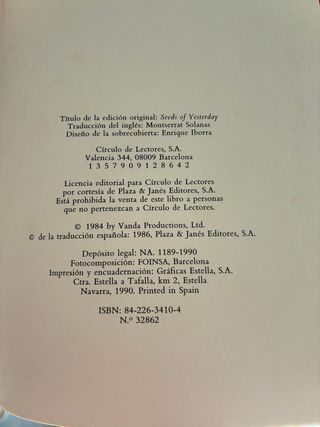 Título de la edición original: Seeds of Yesterday
Traducción del inglés: Montserrat Solanas
Diseño de la sobrecubierta: Enrique Iborra
Círculo de Lectores, S.A.
Valencia 344, 08009 Barcelona
1 3 5 7 9 0 9 1 2 8 6 4 2
Licencia editorial para Círculo de Lectores
por cortesía de Plaza & Janés Editores, S.A.
Está prohibida la venta de este libro a personas
que no pertenezcan a Círculo de Lectores.
© 1984 by Vanda Productions, Ltd.
© de la traducción española: 1986, Plaza & Janés Editores, S.A.
Depósito legal: NA. 1189-1990
Fotocomposición: FOINSA, Barcelona
Impresión y encuadernación: Gráficas Estella, S.A.
Ctra. Estella a Tafalla, km 2, Estella
Navarra, 1990. Printed in Spain
ISBN: 84-226-3410-4
N.º 32862